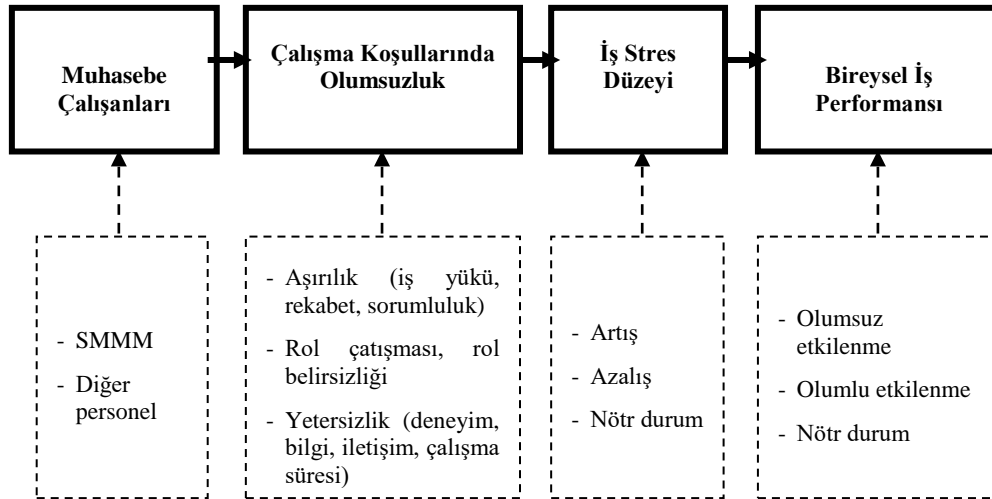 Muhasebe
Çalışanları
Çalışma Koşullarında
Olumsuzluk
İş Stres
Düzeyi
Bireysel İş
Performansı
- SMMM
- Diğer
personel
- Aşırılık (iş yükü,
rekabet, sorumluluk)
- Rol çatışması, rol
belirsizliği
- Yetersizlik (deneyim,
bilgi, iletişim, çalışma
süresi)
- Artış
- Azalış
- Nötr durum
- Olumsuz
etkilenme
- Olumlu etkilenme
- Nötr durum